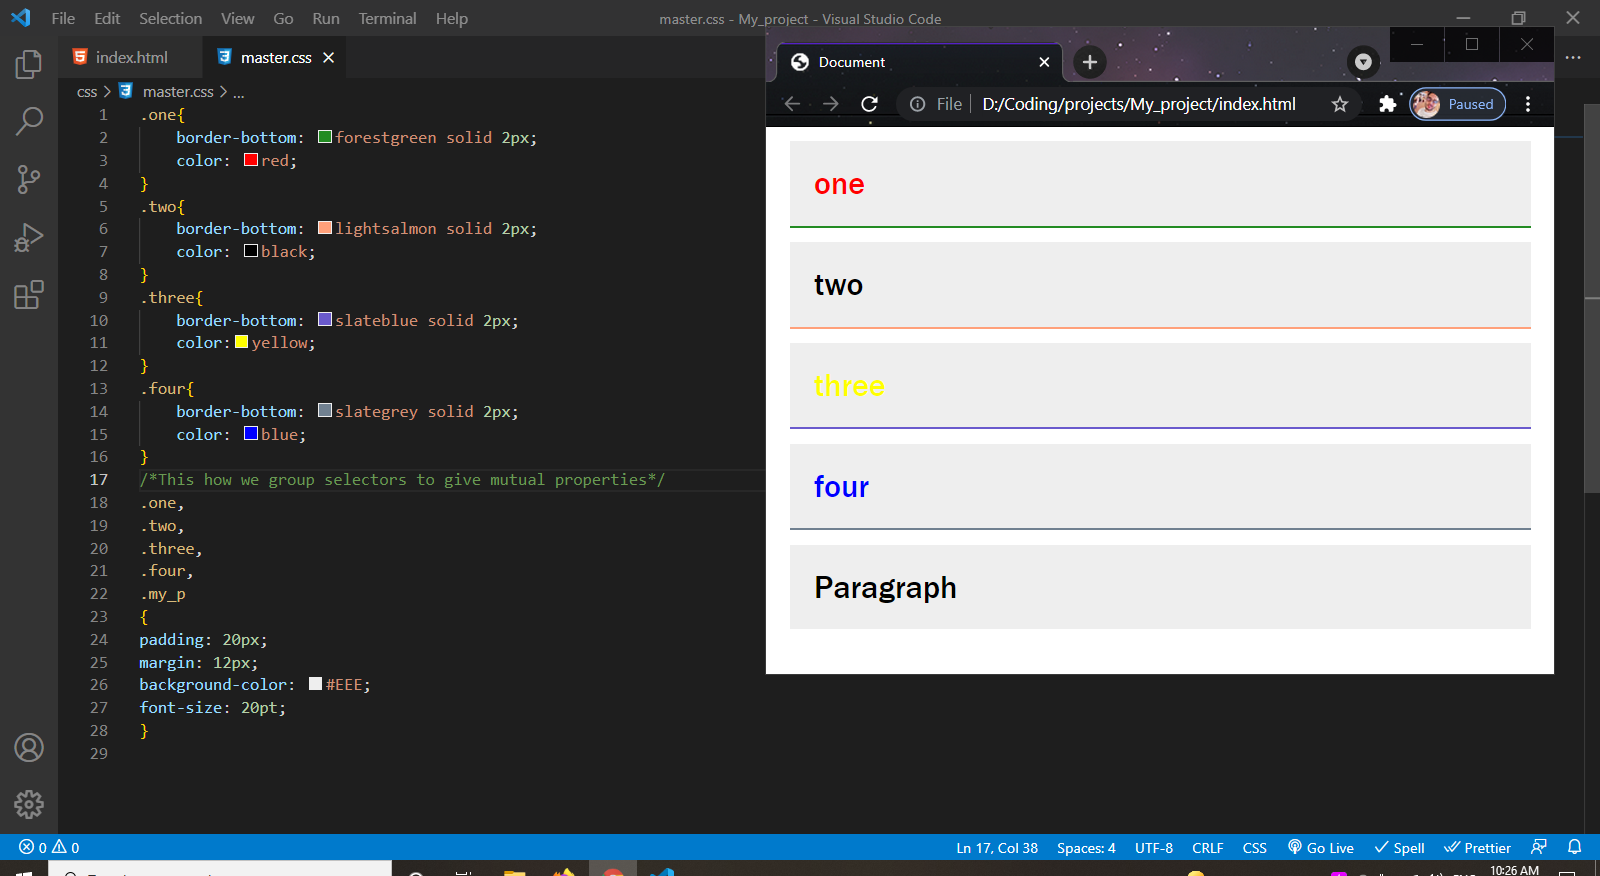 File Edit Selection View Go Run Terminal Help
master.css - My_project - Visual Studio Code
index.html
master.css
css > master.css > ...
1 .one{
2 border-bottom: forestgreen solid 2px;
3 color: red;
4 }
5 .two{
6 border-bottom: lightsalmon solid 2px;
7 color: black;
8 }
9 .three{
10 border-bottom: slateblue solid 2px;
11 color: yellow;
12 }
13 .four{
14 border-bottom: slategrey solid 2px;
15 color: blue;
16 }
17 /*This how we group selectors to give mutual properties*/
18 .one,
19 .two,
20 .three,
21 .four,
22 .my_p
23 {
24 padding: 20px;
25 margin: 12px;
26 background-color: #EEE;
27 font-size: 20pt;
28 }
29
Document
File | D:/Coding/projects/My_project/index.html
Paused
one
two
three
four
Paragraph
0 0
Ln 17, Col 38 Spaces: 4 UTF-8 CRLF CSS Go Live Spell Prettier
10:26 AM